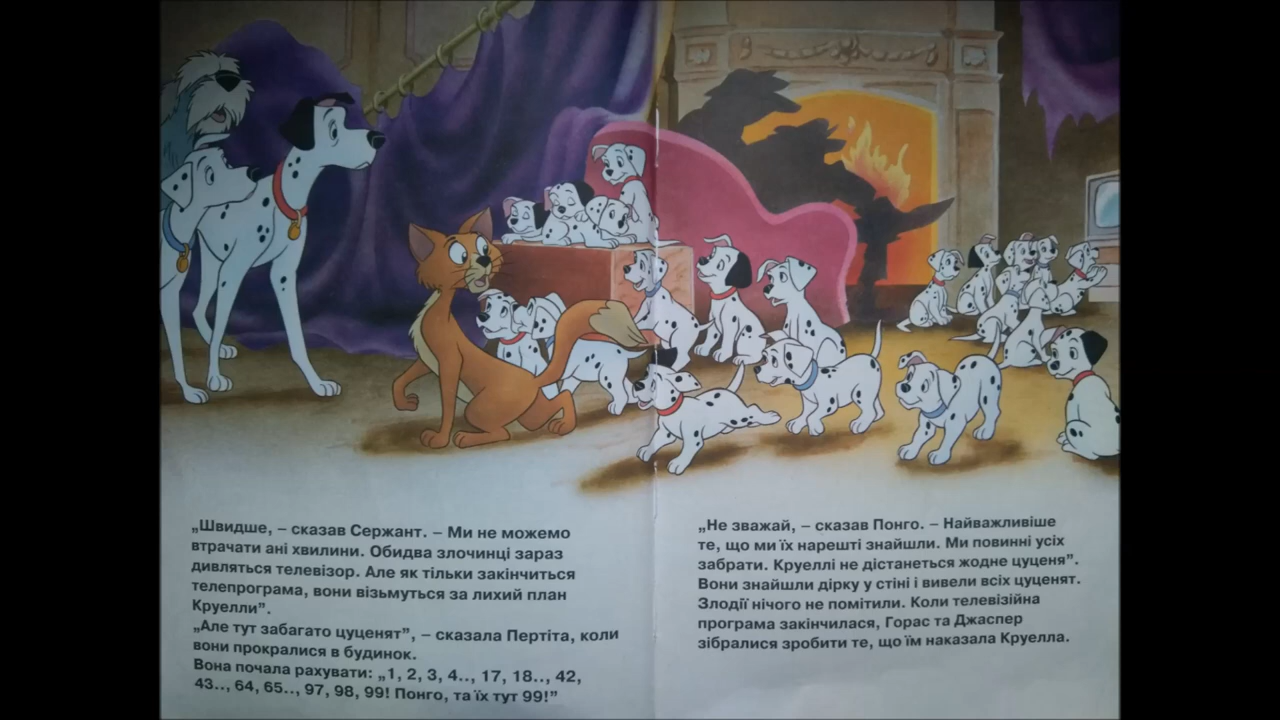 „Швидше, – сказав Сержант. – Ми не можемо
втрачати ані хвилини. Обидва злочинці зараз
дивляться телевізор. Але як тільки закінчиться
телепрограма, вони візьмуться за лихий план
Круелли”.
„Але тут забагато цуценят”, – сказала Пертіта, коли
вони прокралися в будинок.
Вона почала рахувати: „1, 2, 3, 4.., 17, 18.., 42,
43.., 64, 65.., 97, 98, 99! Понго, та їх тут 99!”
„Не зважай, – сказав Понго. – Найважливіше
те, що ми їх нарешті знайшли. Ми повинні усіх
забрати. Круеллі не дістанеться жодне цуценя”.
Вони знайшли дірку у стіні і вивели всіх цуценят.
Злодії нічого не помітили. Коли телевізійна
програма закінчилася, Горас та Джаспер
зібралися зробити те, що їм наказала Круелла.